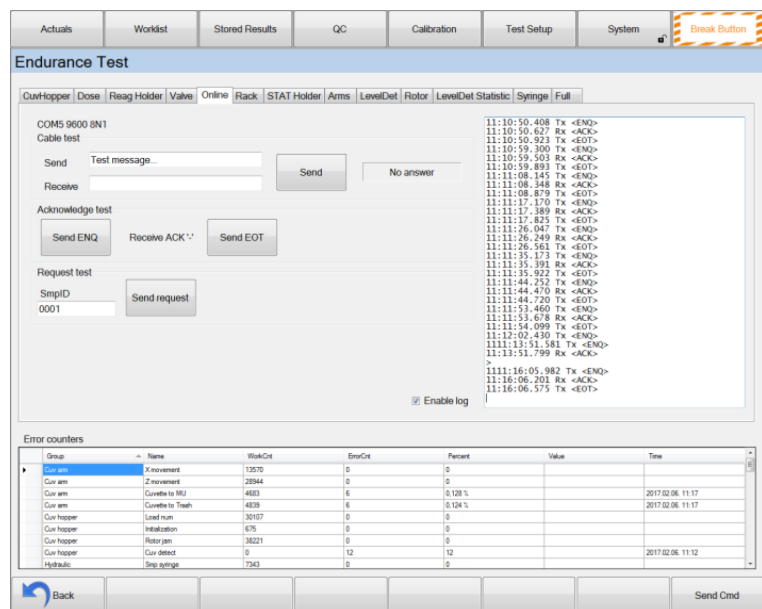 Actuals Worklist Stored Results QC Calibration Test Setup System Break Button
Endurance Test
CuvHopper Dose Reag Holder Valve Online Rack STAT Holder Arms LevelDet Rotor LevelDet Statistic Syringe Full
COM5 9600 8N1
Cable test
Send Test message... Send No answer
Receive
Acknowledge test
Send ENQ Receive ACK '-' Send EOT
Request test
SmpID
0001
Send request
11:10:50.408 Tx <ENQ>
11:10:50.627 Rx <ACK>
11:10:50.923 Tx <EOT>
11:10:59.300 Tx <ENQ>
11:10:59.503 Rx <ACK>
11:10:59.893 Tx <EOT>
11:11:08.145 Tx <ENQ>
11:11:08.348 Rx <ACK>
11:11:08.879 Tx <EOT>
11:11:17.170 Tx <ENQ>
11:11:17.389 Rx <ACK>
11:11:17.825 Tx <EOT>
11:11:26.047 Tx <ENQ>
11:11:26.249 Rx <ACK>
11:11:26.561 Tx <EOT>
11:11:35.173 Tx <ENQ>
11:11:35.391 Rx <ACK>
11:11:35.922 Tx <EOT>
11:11:44.252 Tx <ENQ>
11:11:44.470 Rx <ACK>
11:11:44.720 Tx <EOT>
11:11:53.460 Tx <ENQ>
11:11:53.678 Rx <ACK>
11:11:54.099 Tx <EOT>
11:12:02.430 Tx <ENQ>
1111:13:51.581 Tx <ENQ>
11:13:51.799 Rx <ACK>
>
1111:16:05.982 Tx <ENQ>
11:16:06.201 Rx <ACK>
11:16:06.575 Tx <EOT>
Enable log
Error counters
Group Name WorkCnt ErrorCnt Percent Value Time
Cuv arm X movement 13570 0 0
Cuv arm Z movement 28944 0 0
Cuv arm Cuvette to MU 4683 6 0,128 % 2017.02.06. 11:17
Cuv arm Cuvette to Trash 4839 6 0,124 % 2017.02.06. 11:17
Cuv hopper Load num 30107 0 0
Cuv hopper Initialization 675 0 0
Cuv hopper Rotor jam 38221 0 0
Cuv hopper Cuv detect 0 12 12 2017.02.06. 11:12
Hydraulic Smp syringe 7343 0 0
Back Send Cmd